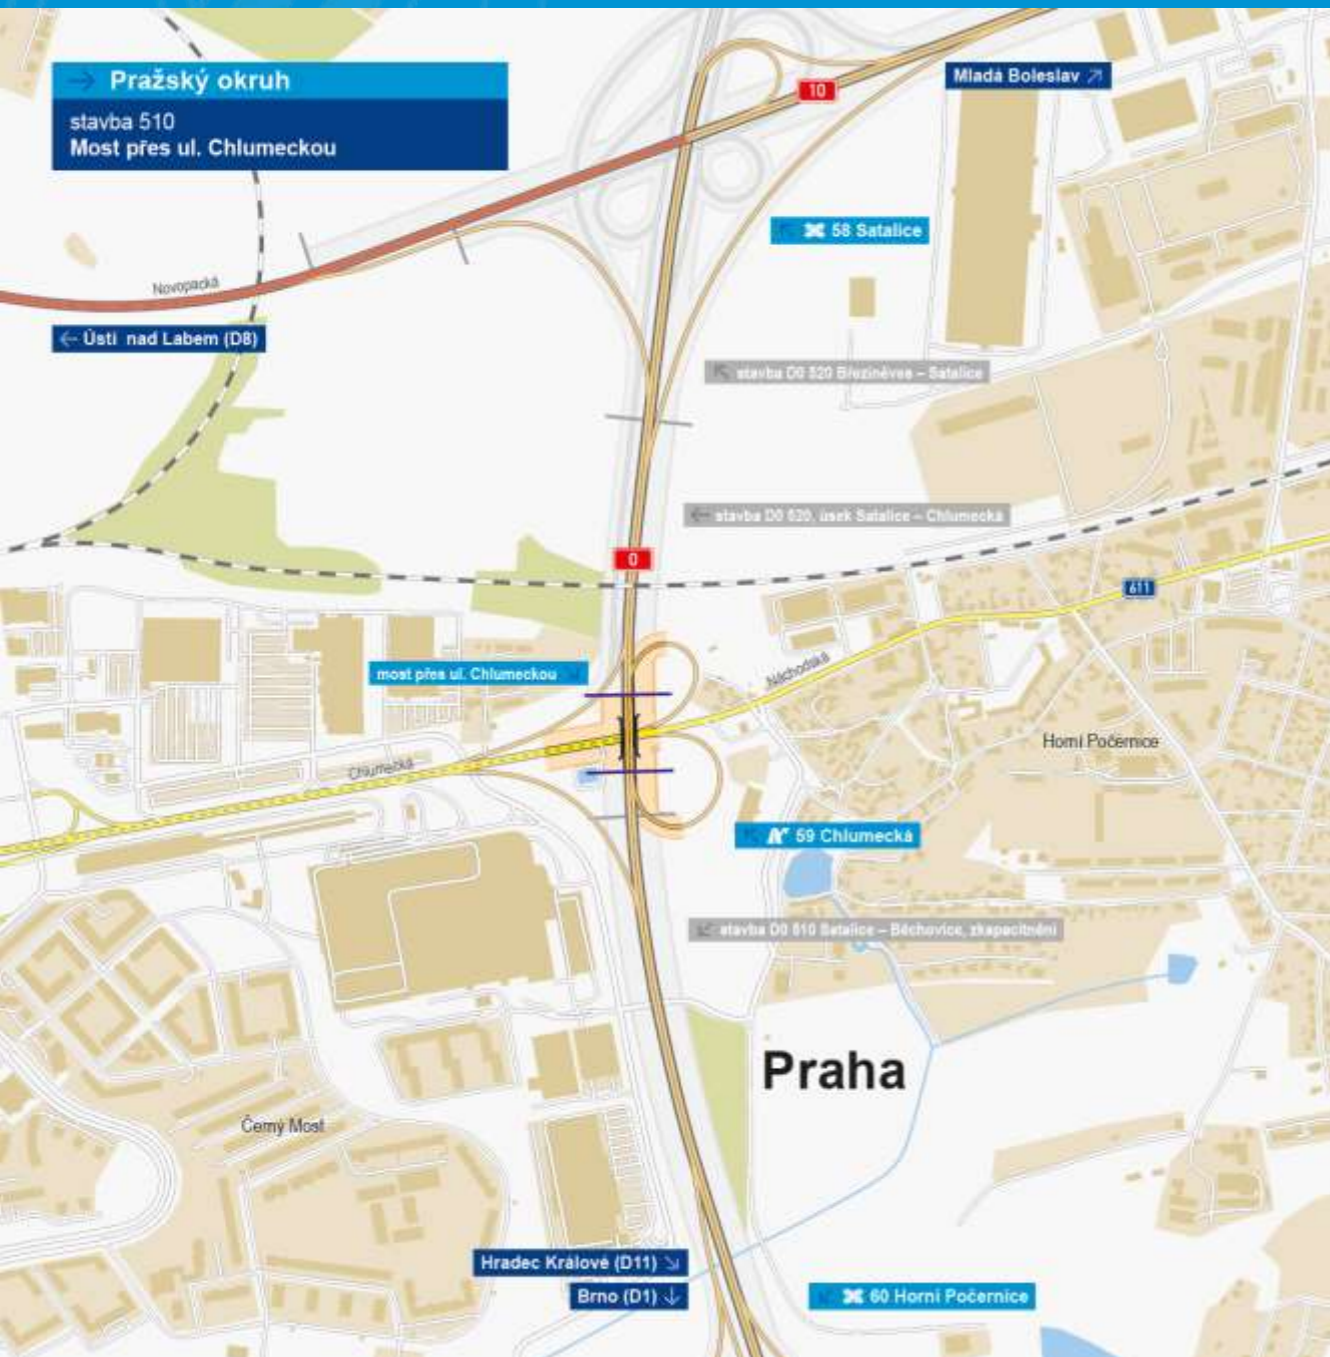 → Pražský okruh
stavba 510
Most přes ul. Chlumeckou
10
Mladá Boleslav ↗
58 Satalice
Novopacká
← Ústí nad Labem (D8)
stavba D0 520 Březiněves – Satalice
← stavba D0 520, úsek Satalice – Chlumecká
0
611
most přes ul. Chlumeckou
Náchodská
Horní Počernice
Chlumecká
59 Chlumecká
stavba D0 510 Satalice – Běchovice, zkapacitnění
Praha
Černý Most
Hradec Králové (D11) ↘
Brno (D1) ↓
60 Horní Počernice